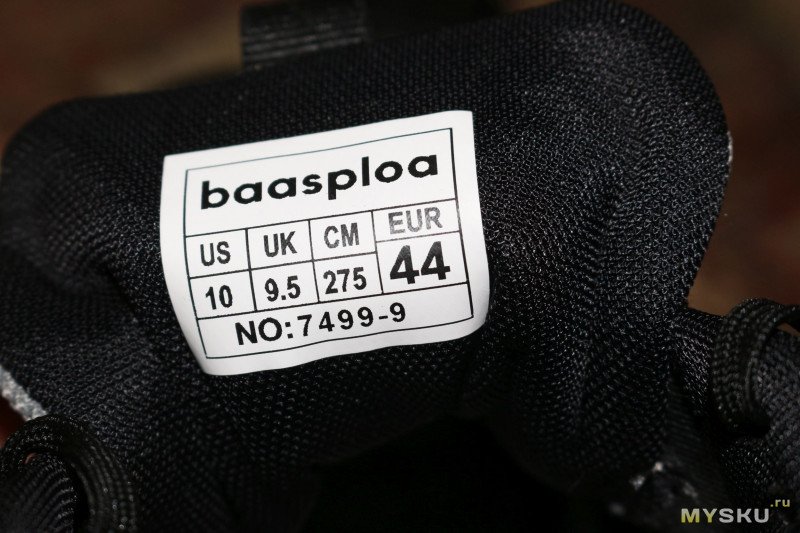 baasploa
US UK CM EUR
10 9.5 275 44
NO:7499-9
MYSKU.ru